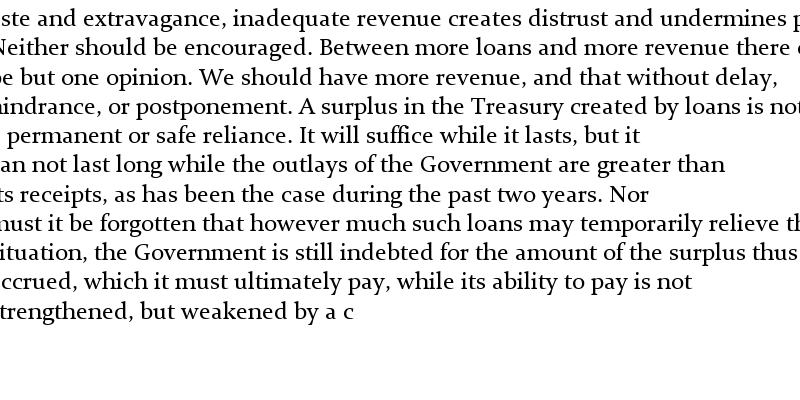 ste and extravagance, inadequate revenue creates distrust and undermines p
Neither should be encouraged. Between more loans and more revenue there
be but one opinion. We should have more revenue, and that without delay,
hindrance, or postponement. A surplus in the Treasury created by loans is not
permanent or safe reliance. It will suffice while it lasts, but it
an not last long while the outlays of the Government are greater than
ts receipts, as has been the case during the past two years. Nor
must it be forgotten that however much such loans may temporarily relieve th
ituation, the Government is still indebted for the amount of the surplus thus
ccrued, which it must ultimately pay, while its ability to pay is not
trengthened, but weakened by a c